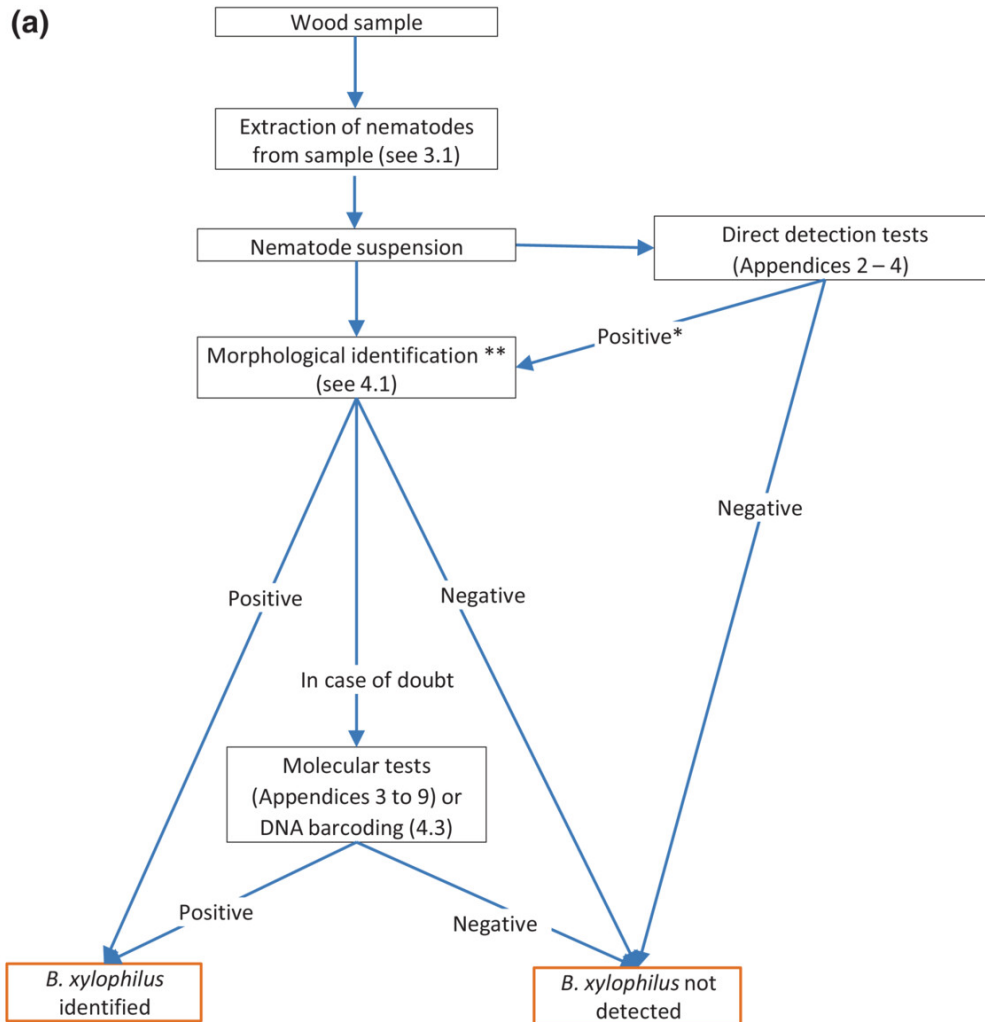 (a)
Wood sample
Extraction of nematodes
from sample (see 3.1)
Nematode suspension
Direct detection tests
(Appendices 2 – 4)
Positive*
Morphological identification **
(see 4.1)
Negative
Positive
Negative
In case of doubt
Molecular tests
(Appendices 3 to 9) or
DNA barcoding (4.3)
Positive
Negative
B. xylophilus
identified
B. xylophilus not
detected